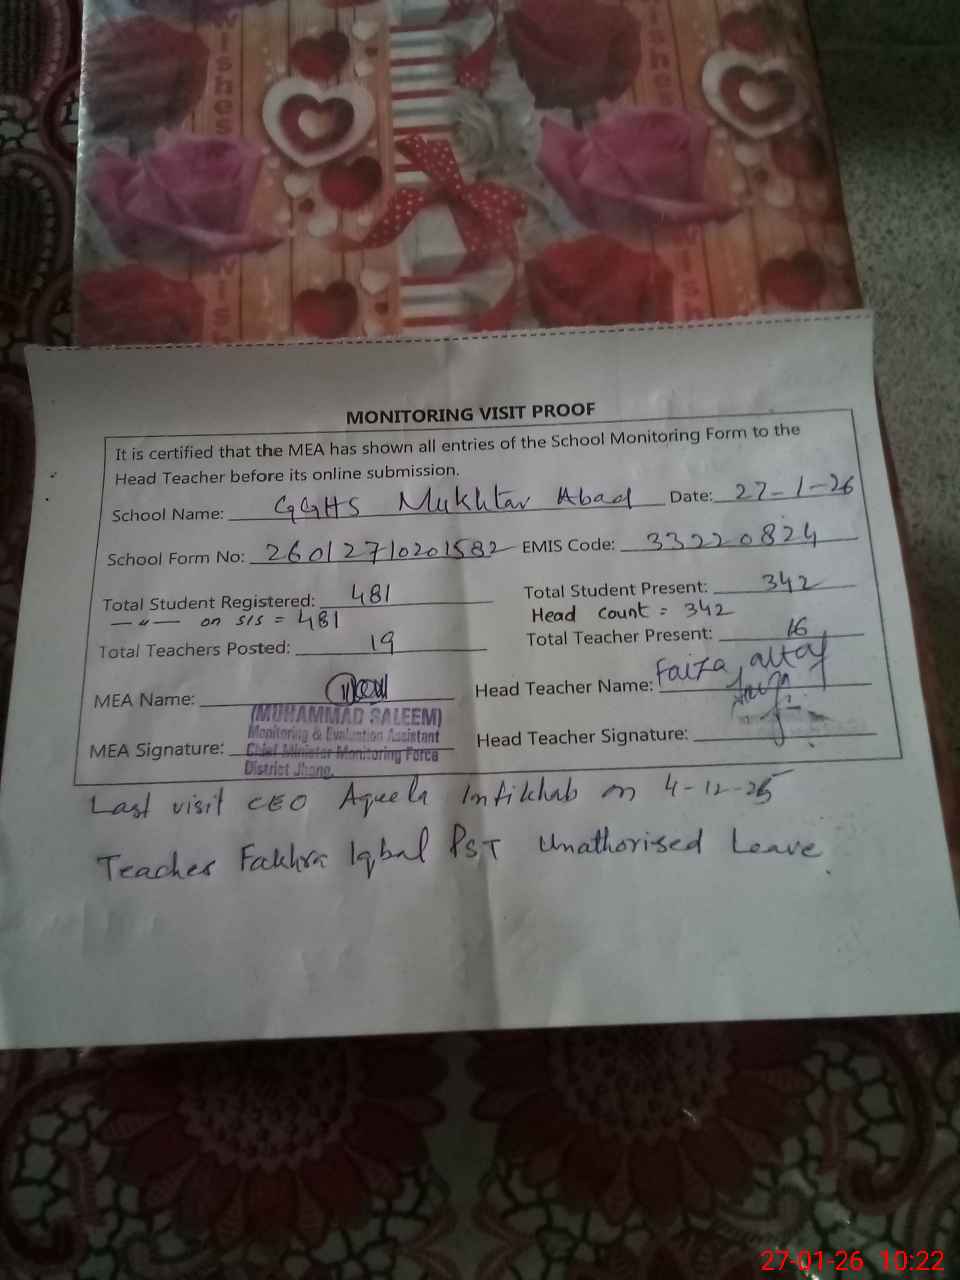 wishes
wishes
MONITORING VISIT PROOF
It is certified that the MEA has shown all entries of the School Monitoring Form to the
Head Teacher before its online submission.
School Name: GGHS Mukhtar Abad Date: 27-1-26
School Form No: 26012710201582 EMIS Code: 33220824
Total Student Registered: 481 Total Student Present: 342
—"— on sis = 481 Head count = 342
Total Teachers Posted: 19 Total Teacher Present: 16
MEA Name: Head Teacher Name: Faiza, altaf
(MUHAMMAD SALEEM)
Monitoring & Evaluation Assistant
MEA Signature: Chief Minister Monitoring Force Head Teacher Signature:
District Jhang.
Last visit CEO Aqeela Intikhab on 4-12-25
Teacher Fakhra Iqbal PST Unathorised Leave.
27-01-26 10:22